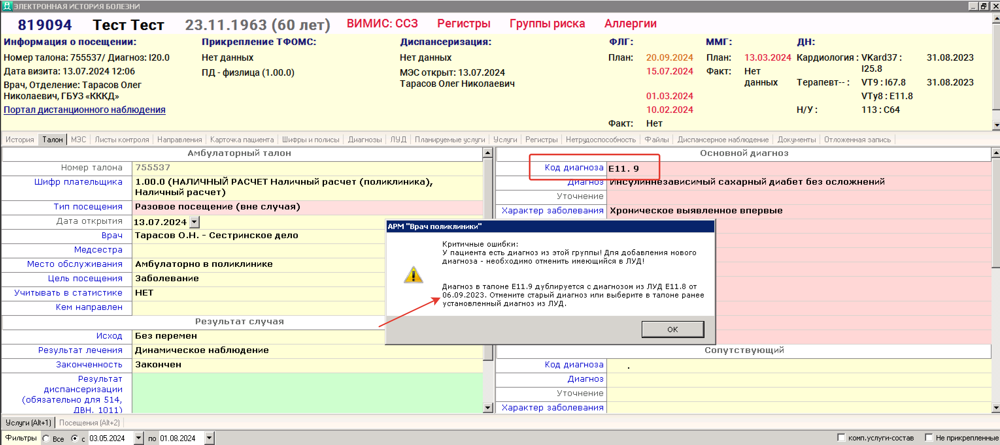 ЭЛЕКТРОННАЯ ИСТОРИЯ БОЛЕЗНИ
819094 Тест Тест 23.11.1963 (60 лет) ВИМИС: ССЗ Регистры Группы риска Аллергии
Информация о посещении:
Номер талона: 755537/ Диагноз: I20.0
Дата визита: 13.07.2024 12:06
Врач, Отделение: Тарасов Олег
Николаевич, ГБУЗ «КККД»
Портал дистанционного наблюдения
Прикрепление ТФОМС:
Нет данных
ПД - физлица (1.00.0)
Диспансеризация:
Нет данных
МЭС открыт: 13.07.2024
Тарасов Олег Николаевич
ФЛГ:
План: 20.09.2024
15.07.2024
01.03.2024
10.02.2024
Факт: Нет
ММГ:
План: 13.03.2024
Факт: Нет
данных
ДН:
Кардиология : VKard37 : 31.08.2023
I25.8
Терапевт-- : VT9 : I67.8 31.08.2023
VTy8 : E11.8
Н/У : 113 : C64
История Талон МЭС Листы контроля Направления Карточка пациента Шифры и полисы Диагнозы ЛУД Планируемые услуги Услуги Регистры Нетрудоспособность Файлы Диспансерное наблюдение Документы Отложенная запись
Амбулаторный талон
Номер талона 755537
Шифр плательщика 1.00.0 (НАЛИЧНЫЙ РАСЧЕТ Наличный расчет (поликлиника),
Наличный расчет)
Тип посещения Разовое посещение (вне случая)
Дата открытия 13.07.2024
Врач Тарасов О.Н. - Сестринское дело
Медсестра
Место обслуживания Амбулаторно в поликлинике
Цель посещения Заболевание
Учитывать в статистике НЕТ
Кем направлен
Результат случая
Исход Без перемен
Результат лечения Динамическое наблюдение
Законченность Закончен
Результат
диспансеризации
(обязательно для 514,
ДВН, 1011)
Основной диагноз
Код диагноза E11. 9
Диагноз Инсулиннезависимый сахарный диабет без осложнений
Уточнение
Характер заболевания Хроническое выявленное впервые
АРМ "Врач поликлиники"
Критичные ошибки:
У пациента есть диагноз из этой группы! Для добавления нового
диагноза - необходимо отменить имеющийся в ЛУД!
Диагноз в талоне E11.9 дублируется с диагнозом из ЛУД E11.8 от
06.09.2023. Отмените старый диагноз или выберите в талоне ранее
установленный диагноз из ЛУД.
ОК
Сопутствующий
Код диагноза .
Диагноз
Уточнение
Характер заболевания
Услуги (Alt+1) Посещения (Alt+2)
Фильтры Все с 03.05.2024 по 01.08.2024 комп.услуги-состав Не прикрепленные